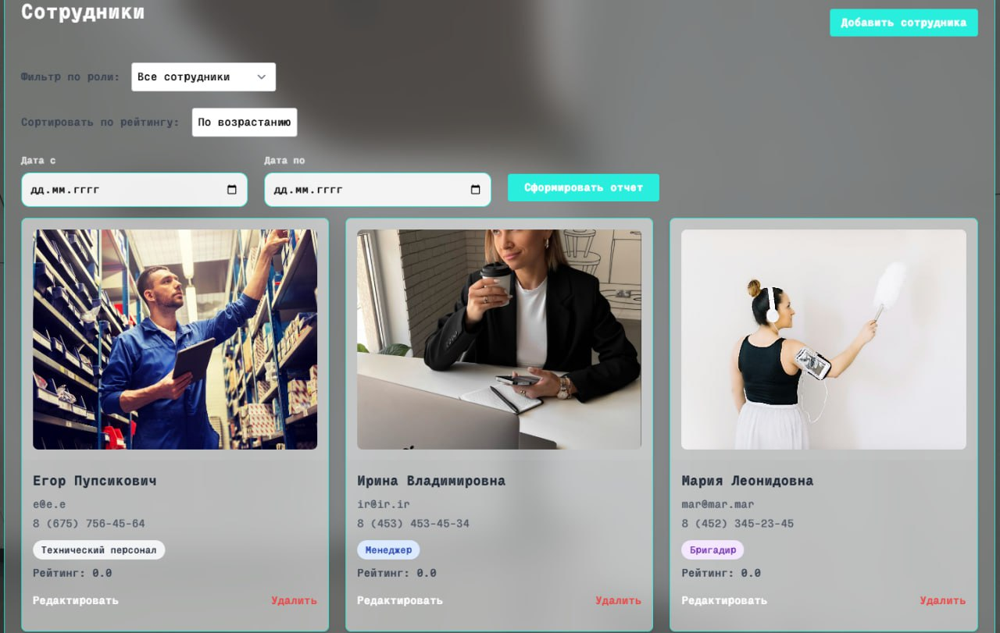 Сотрудники
Добавить сотрудника
Фильтр по роли: Все сотрудники
Сортировать по рейтингу: По возрастанию
Дата с
Дата по
дд.мм.гггг
дд.мм.гггг
Сформировать отчет
Егор Пупсикович
e@e.e
8 (675) 756-45-64
Технический персонал
Рейтинг: 0.0
Редактировать
Удалить
Ирина Владимировна
ir@ir.ir
8 (453) 453-45-34
Менеджер
Рейтинг: 0.0
Редактировать
Удалить
Мария Леонидовна
mar@mar.mar
8 (452) 345-23-45
Бригадир
Рейтинг: 0.0
Редактировать
Удалить